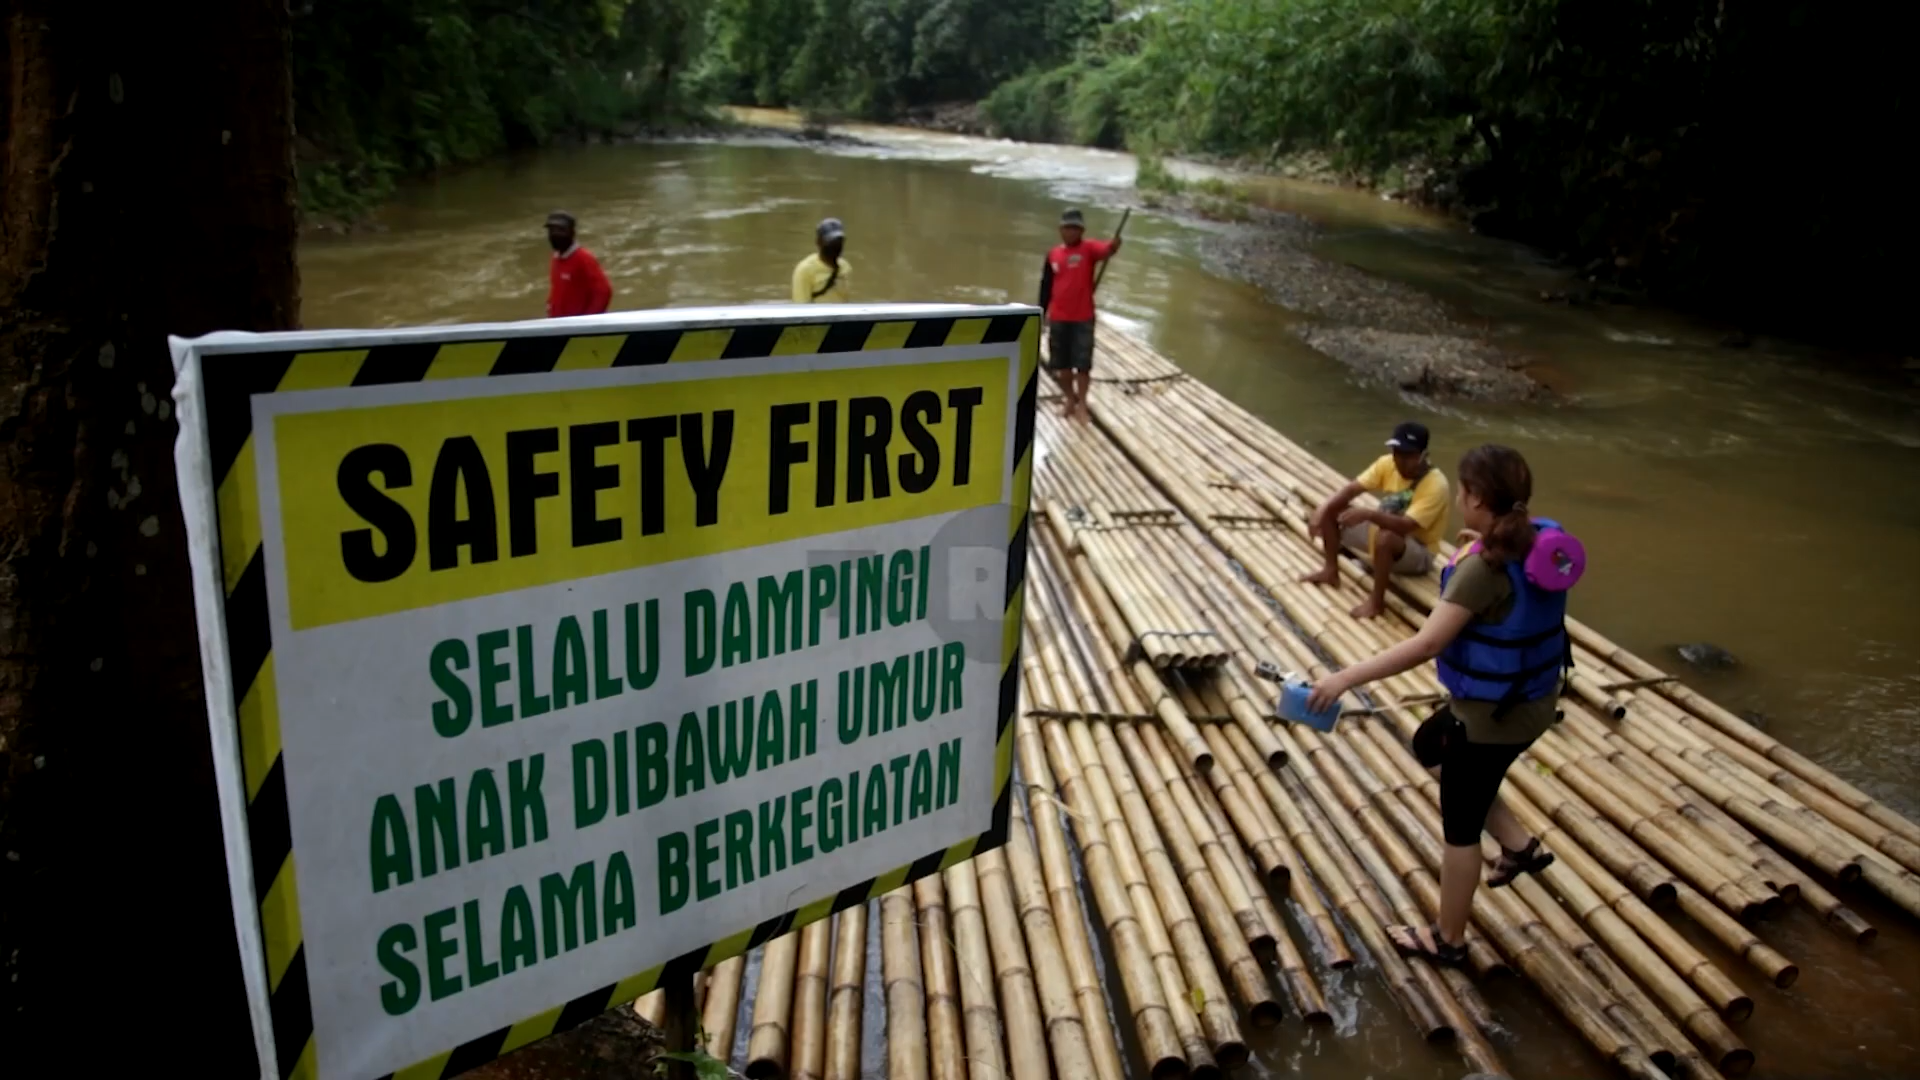 SAFETY FIRST
SELALU DAMPINGI
ANAK DIBAWAH UMUR
SELAMA BERKEGIATAN